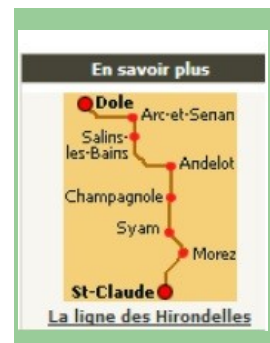 En savoir plus
Dole
Arc-et-Senan
Salins-
les-Bains
Andelot
Champagnole
Syam
Morez
St-Claude
La ligne des Hirondelles